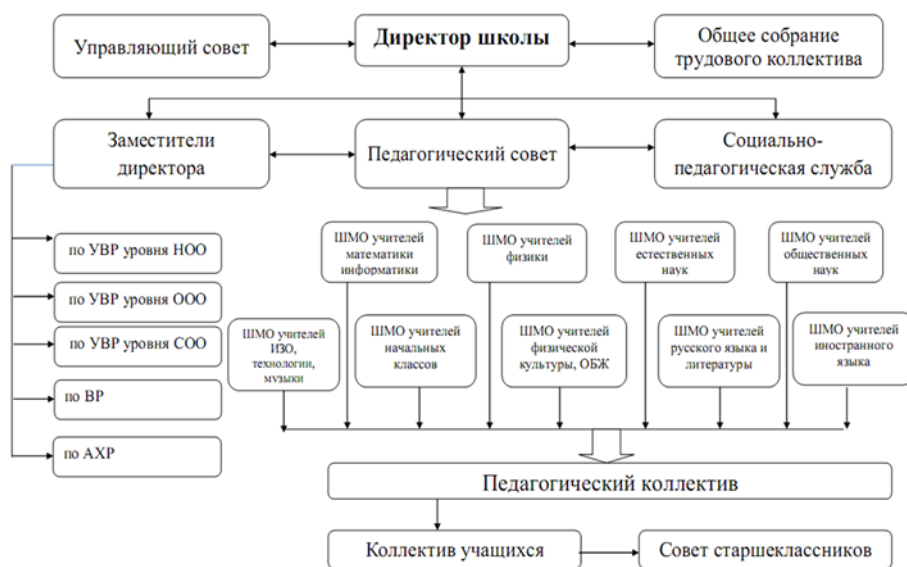 Управляющий совет
Директор школы
Общее собрание
трудового коллектива
Заместители
директора
Педагогический совет
Социально-
педагогическая служба
по УВР уровня НОО
по УВР уровня ООО
по УВР уровня СОО
по ВР
по АХР
ШМО учителей
математики
информатики
ШМО учителей
физики
ШМО учителей
естественных
наук
ШМО учителей
общественных
наук
ШМО учителей
ИЗО,
технологии,
музыки
ШМО учителей
начальных
классов
ШМО учителей
физической
культуры, ОБЖ
ШМО учителей
русского языка и
литературы
ШМО учителей
иностранного
языка
Педагогический коллектив
Коллектив учащихся
Совет старшеклассников